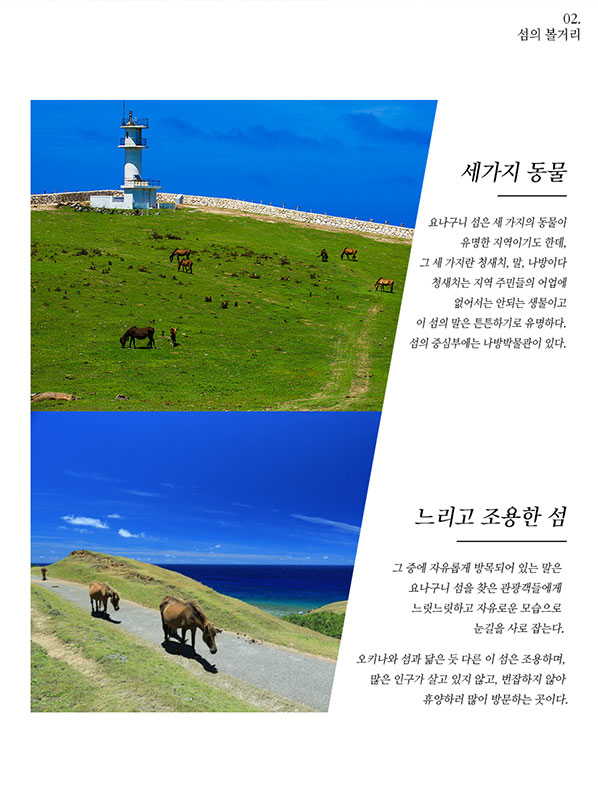 02.
섬의 볼거리
세가지 동물
요나구니 섬은 세 가지의 동물이
유명한 지역이기도 한데,
그 세 가지란 청새치, 말, 나방이다
청새치는 지역 주민들의 어업에
없어서는 안되는 생물이고
이 섬의 말은 튼튼하기로 유명하다.
섬의 중심부에는 나방박물관이 있다.
느리고 조용한 섬
그 중에 자유롭게 방목되어 있는 말은
요나구니 섬을 찾은 관광객들에게
느릿느릿하고 자유로운 모습으로
눈길을 사로 잡는다.
오키나와 섬과 닮은 듯 다른 이 섬은 조용하며,
많은 인구가 살고 있지 않고, 번잡하지 않아
휴양하러 많이 방문하는 곳이다.